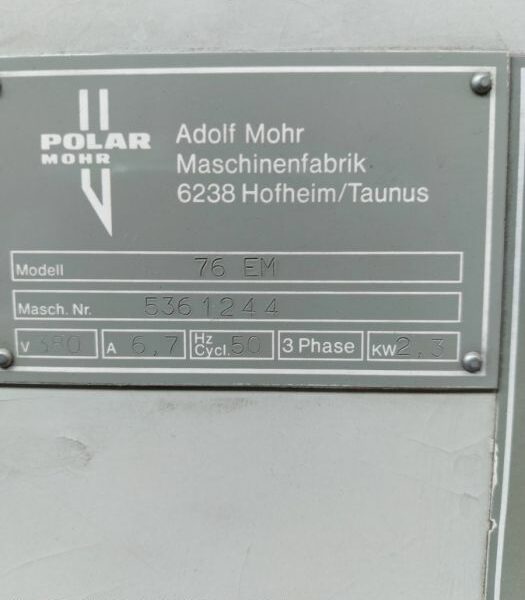 POLAR
MOHR
Adolf Mohr
Maschinenfabrik
6238 Hofheim/Taunus
Modell 76 EM
Masch. Nr. 5361244
V 380 A 6,7 Hz Cycl. 50 3 Phase KW 2,3